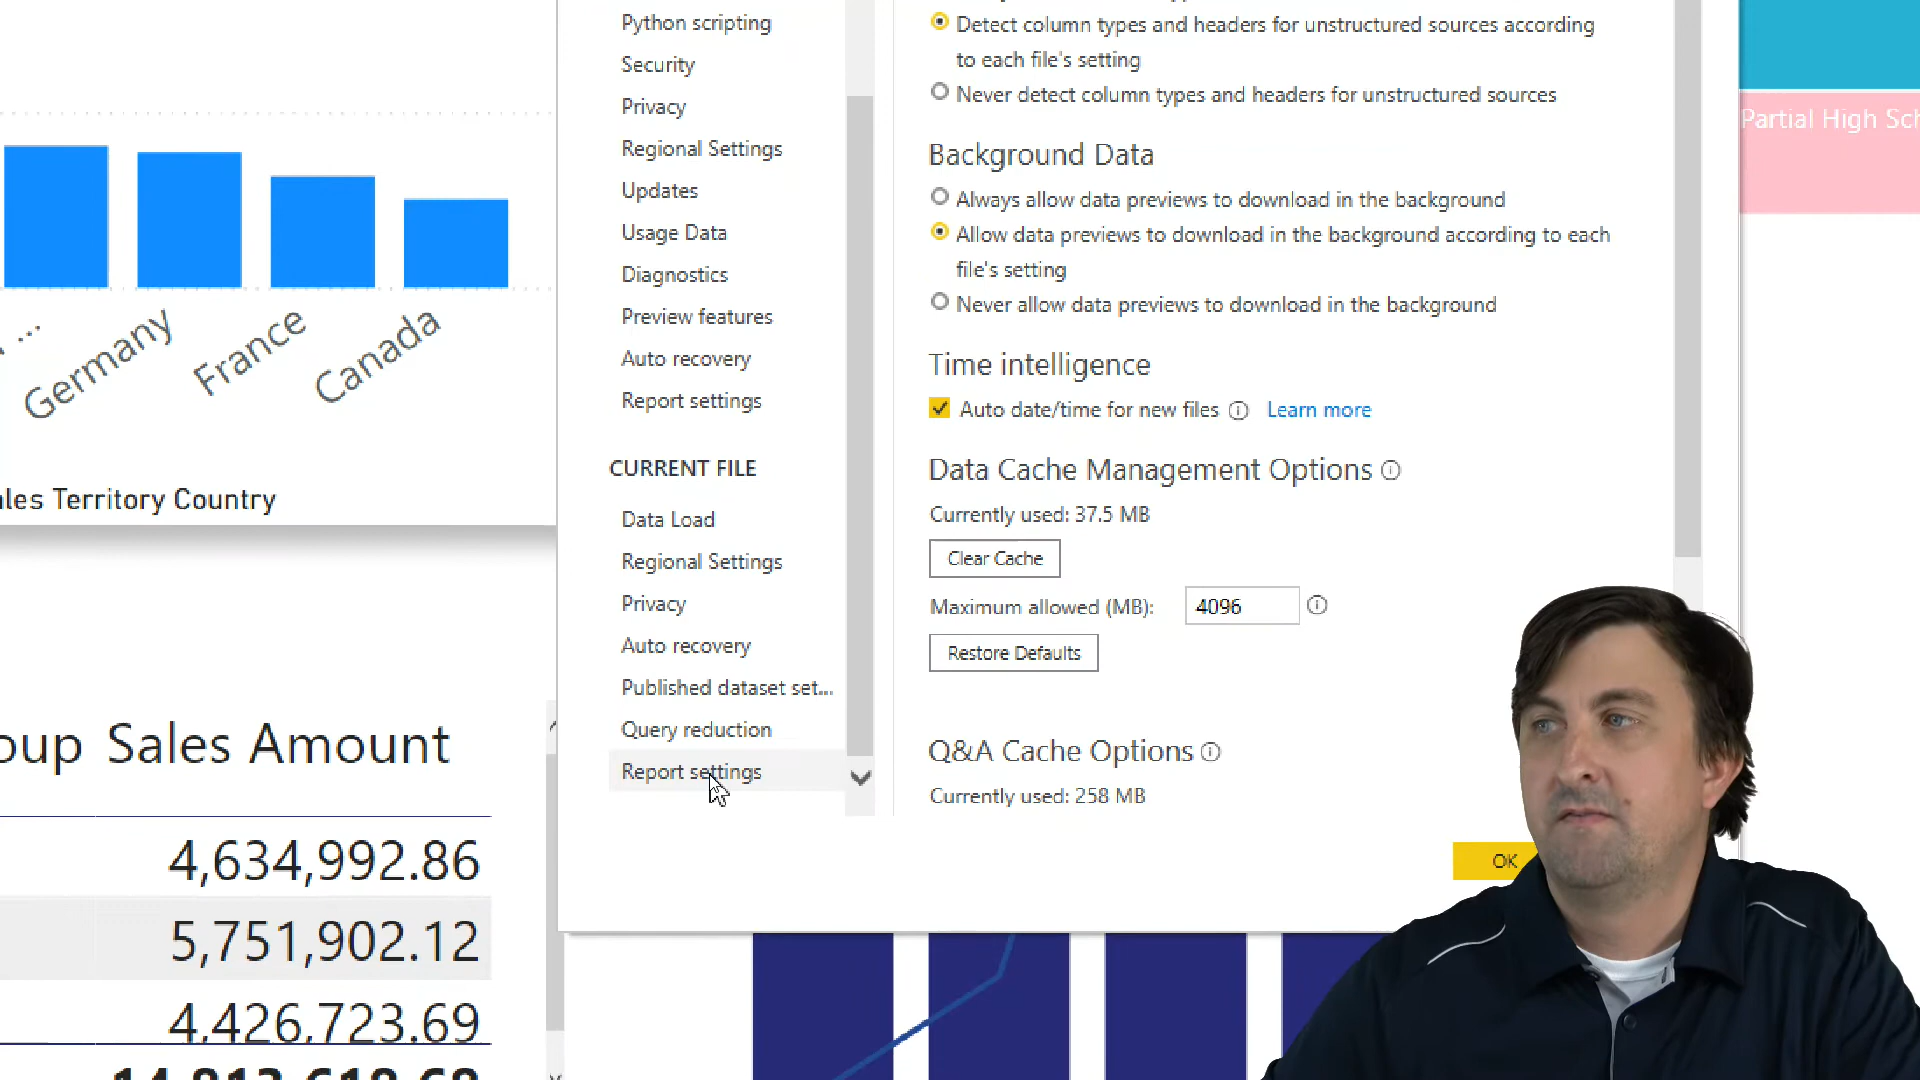 Python scripting
Security
Privacy
Regional Settings
Updates
Usage Data
Diagnostics
Preview features
Auto recovery
Report settings
CURRENT FILE
Data Load
Regional Settings
Privacy
Auto recovery
Published dataset set...
Query reduction
Report settings
Detect column types and headers for unstructured sources according
to each file's setting
Never detect column types and headers for unstructured sources
Background Data
Always allow data previews to download in the background
Allow data previews to download in the background according to each
file's setting
Never allow data previews to download in the background
Time intelligence
Auto date/time for new files Learn more
Data Cache Management Options
Currently used: 37.5 MB
Clear Cache
Maximum allowed (MB): 4096
Restore Defaults
Q&A Cache Options
Currently used: 258 MB
OK
Partial High Sch
...
Germany
France
Canada
ales Territory Country
oup Sales Amount
4,634,992.86
5,751,902.12
4,426,723.69